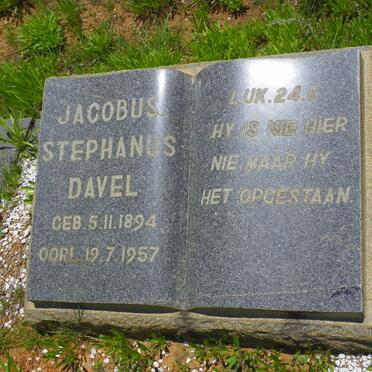 JACOBUS
STEPHANUS
DAVEL
GEB. 5.11.1894
OORL. 19.7.1957
LUK. 24.6
HY IS NIE HIER
NIE, MAAR HY
HET OPGESTAAN